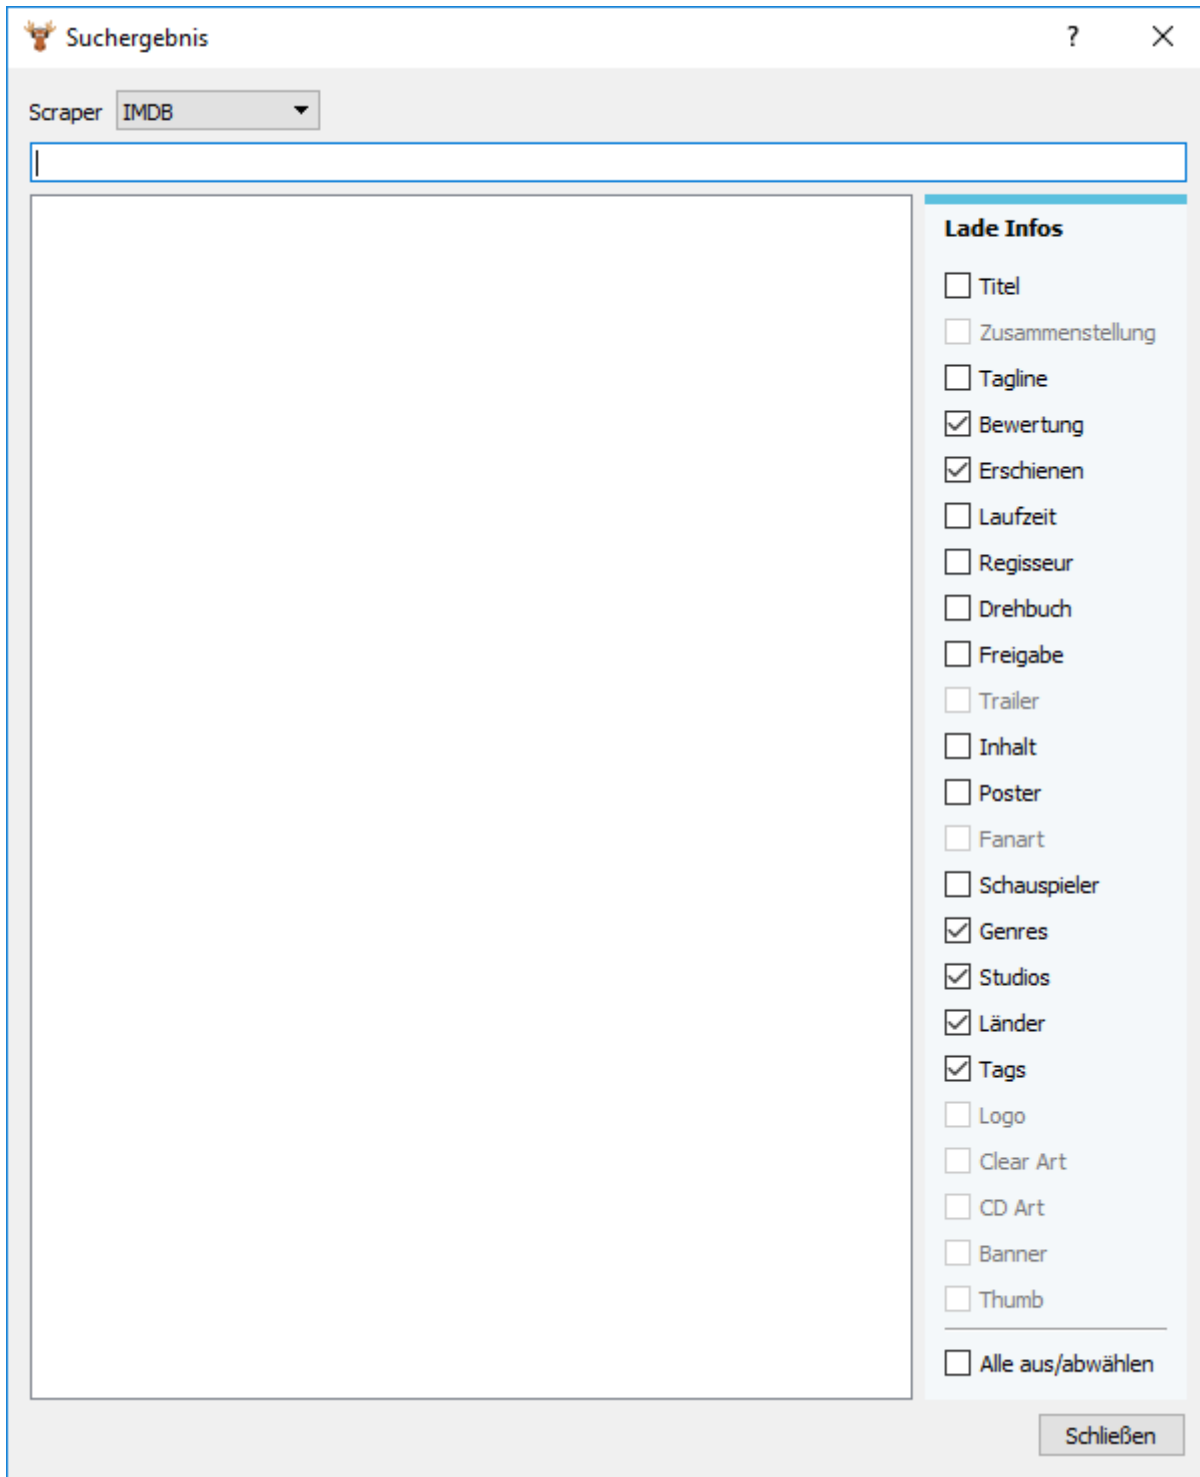 Suchergebnis
?
Scraper IMDB
Lade Infos
Titel
Zusammenstellung
Tagline
Bewertung
Erschienen
Laufzeit
Regisseur
Drehbuch
Freigabe
Trailer
Inhalt
Poster
Fanart
Schauspieler
Genres
Studios
Länder
Tags
Logo
Clear Art
CD Art
Banner
Thumb
Alle aus/abwählen
Schließen